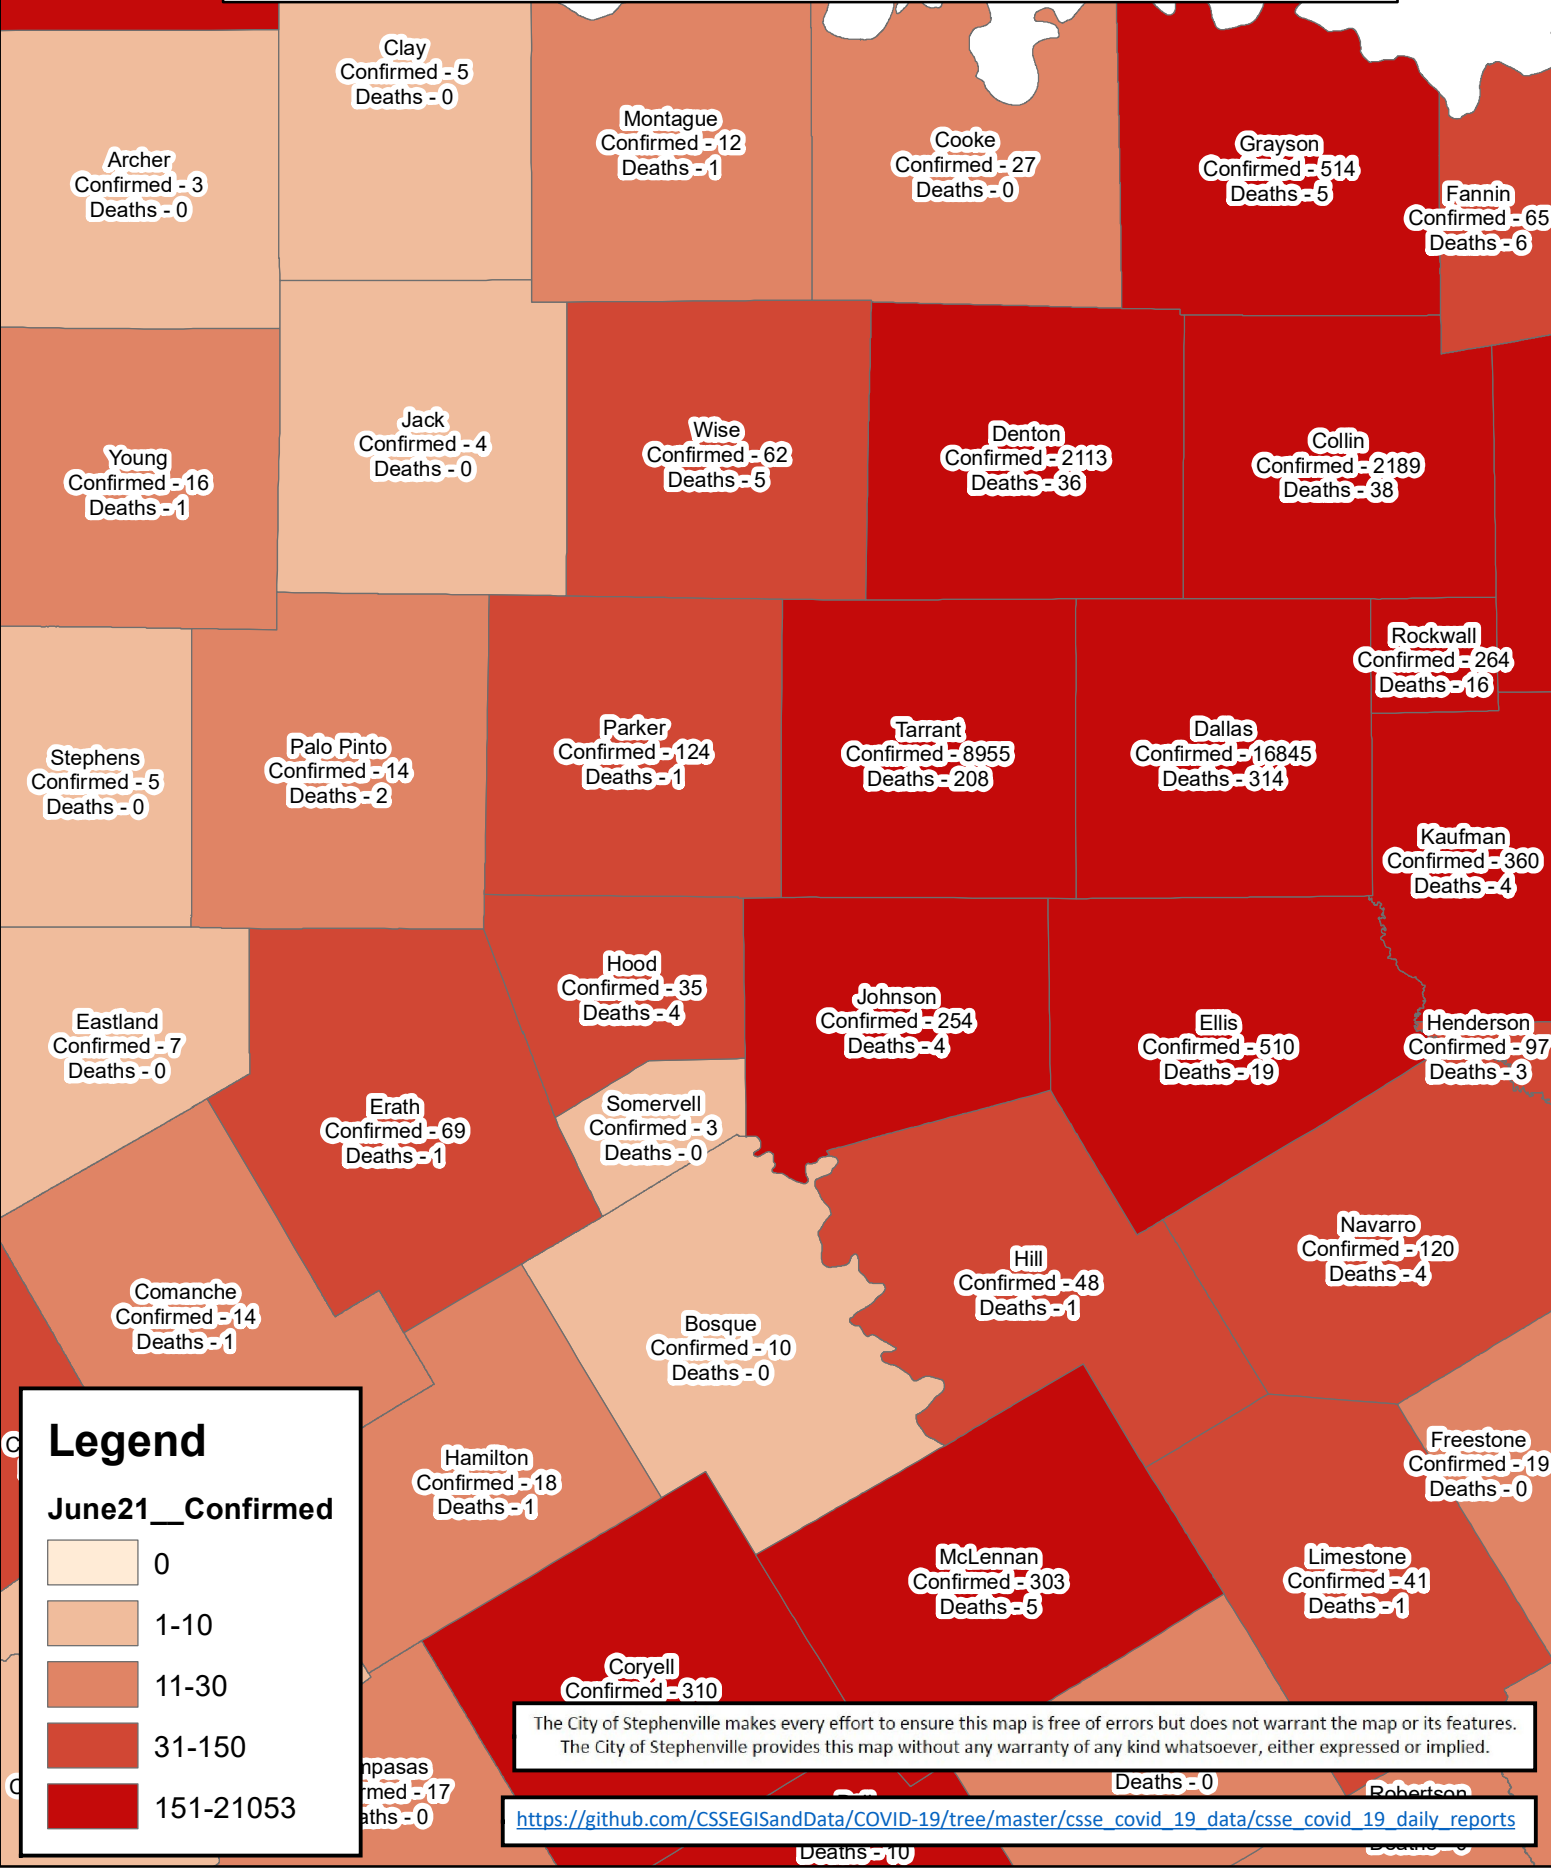 Clay
Confirmed - 5
Deaths - 0
Montague
Confirmed - 12
Deaths - 1
Cooke
Confirmed - 27
Deaths - 0
Grayson
Confirmed - 514
Deaths - 5
Archer
Confirmed - 3
Deaths - 0
Fannin
Confirmed - 65
Deaths - 6
Young
Confirmed - 16
Deaths - 1
Jack
Confirmed - 4
Deaths - 0
Wise
Confirmed - 62
Deaths - 5
Denton
Confirmed - 2113
Deaths - 36
Collin
Confirmed - 2189
Deaths - 38
Rockwall
Confirmed - 264
Deaths - 16
Stephens
Confirmed - 5
Deaths - 0
Palo Pinto
Confirmed - 14
Deaths - 2
Parker
Confirmed - 124
Deaths - 1
Tarrant
Confirmed - 8955
Deaths - 208
Dallas
Confirmed - 16845
Deaths - 314
Kaufman
Confirmed - 360
Deaths - 4
Eastland
Confirmed - 7
Deaths - 0
Hood
Confirmed - 35
Deaths - 4
Johnson
Confirmed - 254
Deaths - 4
Ellis
Confirmed - 510
Deaths - 19
Henderson
Confirmed - 97
Deaths - 3
Erath
Confirmed - 69
Deaths - 1
Somervell
Confirmed - 3
Deaths - 0
Comanche
Confirmed - 14
Deaths - 1
Bosque
Confirmed - 10
Deaths - 0
Hill
Confirmed - 48
Deaths - 1
Navarro
Confirmed - 120
Deaths - 4
Hamilton
Confirmed - 18
Deaths - 1
Freestone
Confirmed - 19
Deaths - 0
McLennan
Confirmed - 303
Deaths - 5
Limestone
Confirmed - 41
Deaths - 1
Coryell
Confirmed - 310
mpasas
rmed - 17
aths - 0
Deaths - 0
Robertson
Deaths - 10
Legend
June21__Confirmed
0
1-10
11-30
31-150
151-21053
The City of Stephenville makes every effort to ensure this map is free of errors but does not warrant the map or its features.
The City of Stephenville provides this map without any warranty of any kind whatsoever, either expressed or implied.
https://github.com/CSSEGISandData/COVID-19/tree/master/csse_covid_19_data/csse_covid_19_daily_reports